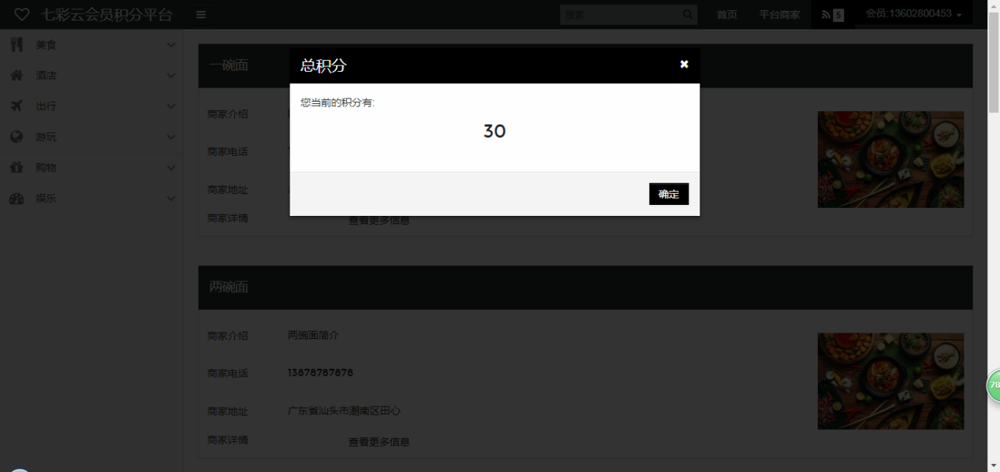 七彩云会员积分平台
搜索
首页
平台商家
5
会员:13602800453
美食
酒店
出行
游玩
购物
娱乐
一碗面
总积分
您当前的积分有:
30
确定
商家介绍
商家电话
商家地址
商家详情
查看更多信息
两碗面
商家介绍
两碗面简介
商家电话
13878787878
商家地址
广东省汕头市潮南区田心
商家详情
查看更多信息
78